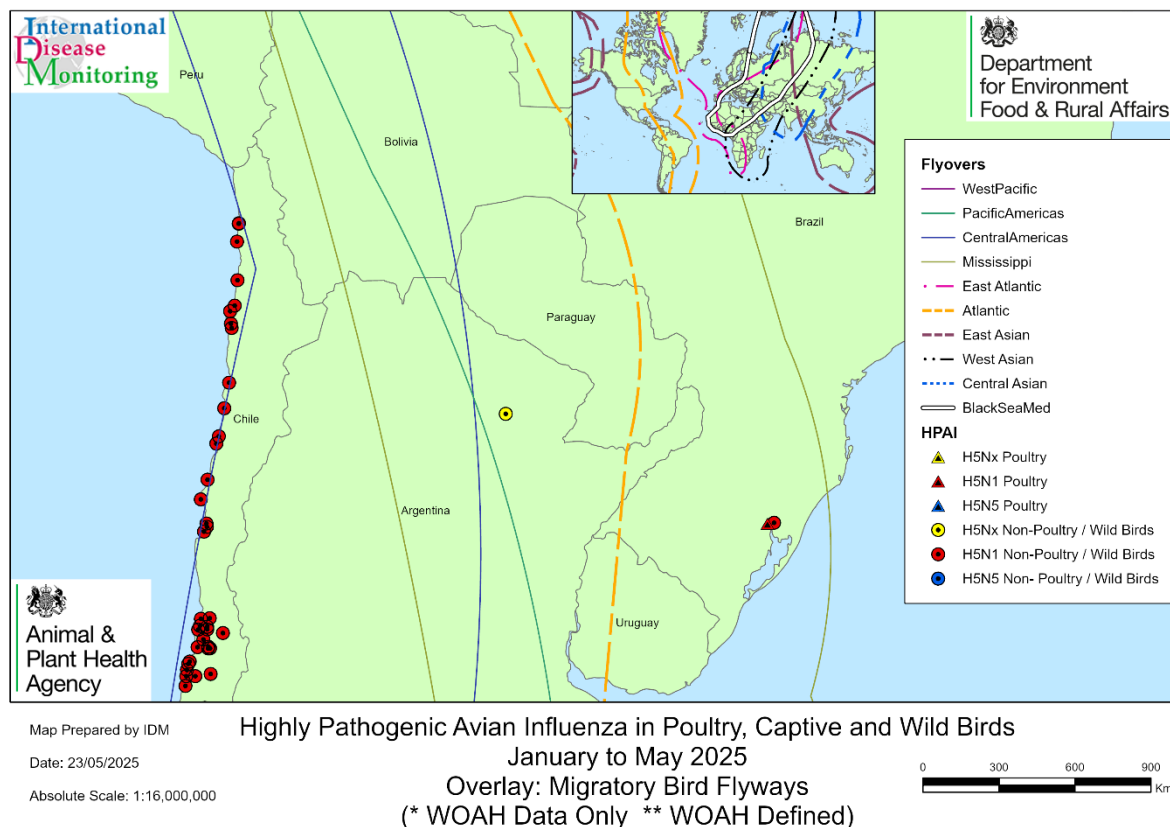 International
Disease
Monitoring
Department
for Environment
Food & Rural Affairs
Peru
Bolivia
Brazil
Paraguay
Chile
Argentina
Uruguay
Flyovers
WestPacific
PacificAmericas
CentralAmericas
Mississippi
East Atlantic
Atlantic
East Asian
West Asian
Central Asian
BlackSeaMed
HPAI
H5Nx Poultry
H5N1 Poultry
H5N5 Poultry
H5Nx Non-Poultry / Wild Birds
H5N1 Non-Poultry / Wild Birds
H5N5 Non- Poultry / Wild Birds
Animal &
Plant Health
Agency
Map Prepared by IDM
Date: 23/05/2025
Absolute Scale: 1:16,000,000
Highly Pathogenic Avian Influenza in Poultry, Captive and Wild Birds
January to May 2025
Overlay: Migratory Bird Flyways
(* WOAH Data Only ** WOAH Defined)
0 300 600 900
Km